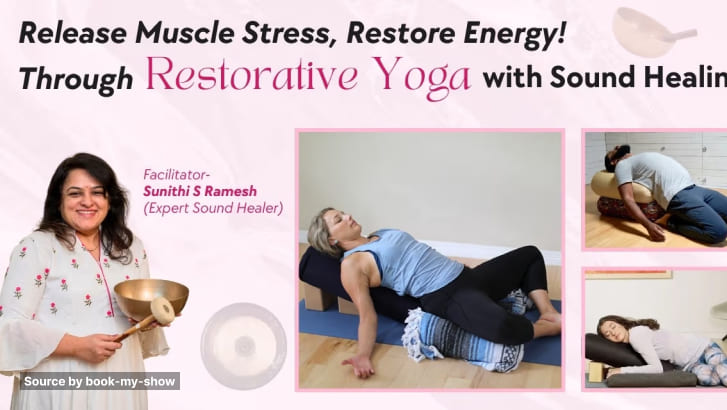 Release Muscle Stress, Restore Energy!
Through Restorative Yoga with Sound Healin
Facilitator-
Sunithi S Ramesh
(Expert Sound Healer)
Source by book-my-show